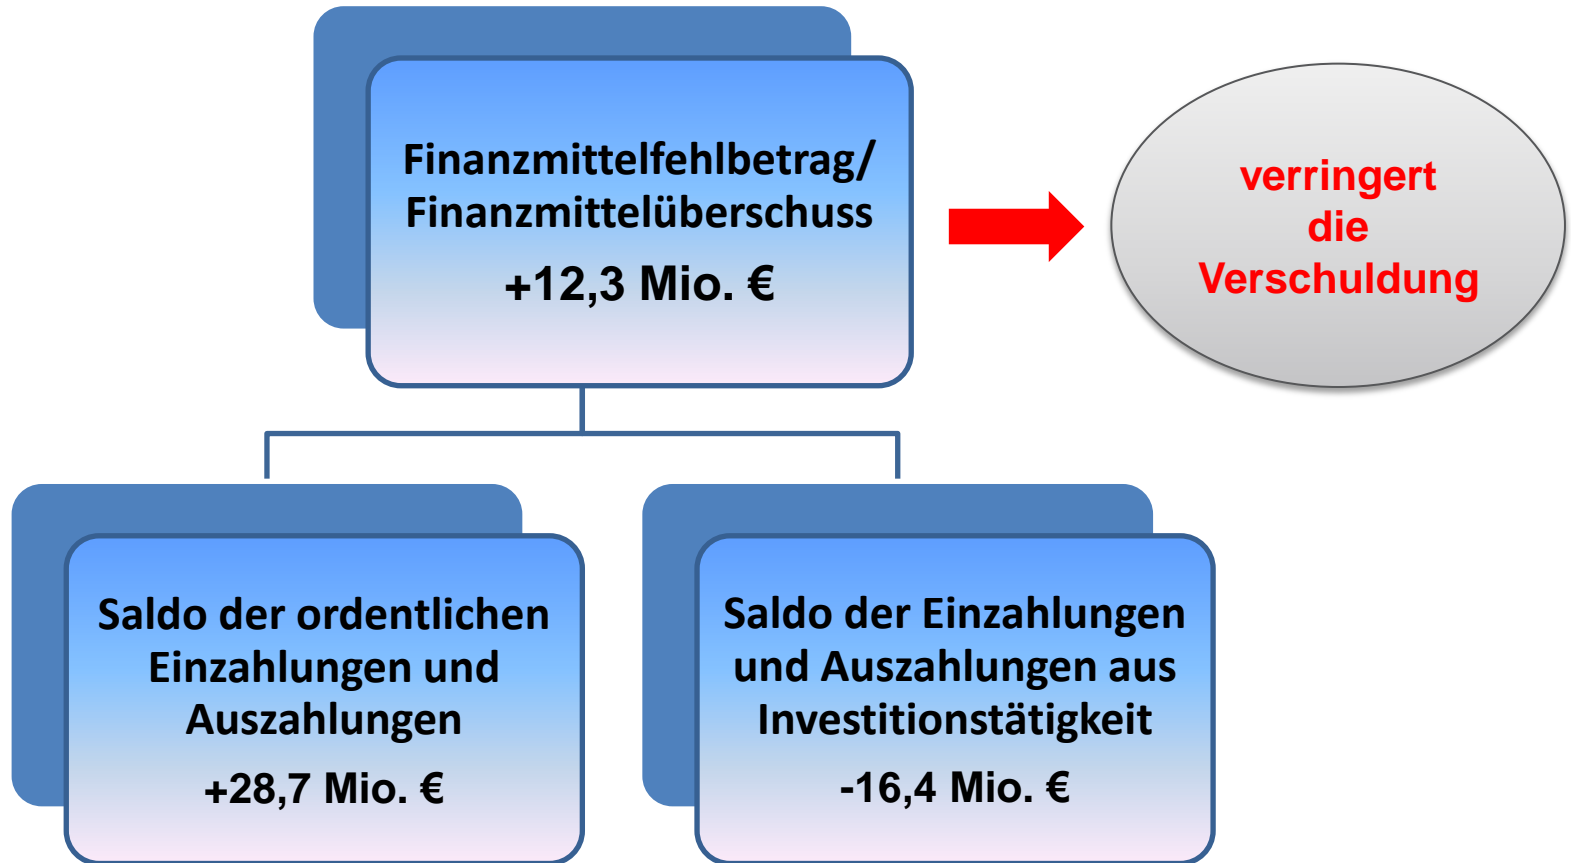 Finanzmittelfehlbetrag/
Finanzmittelüberschuss
+12,3 Mio. €
verringert
die
Verschuldung
Saldo der ordentlichen
Einzahlungen und
Auszahlungen
+28,7 Mio. €
Saldo der Einzahlungen
und Auszahlungen aus
Investitionstätigkeit
-16,4 Mio. €